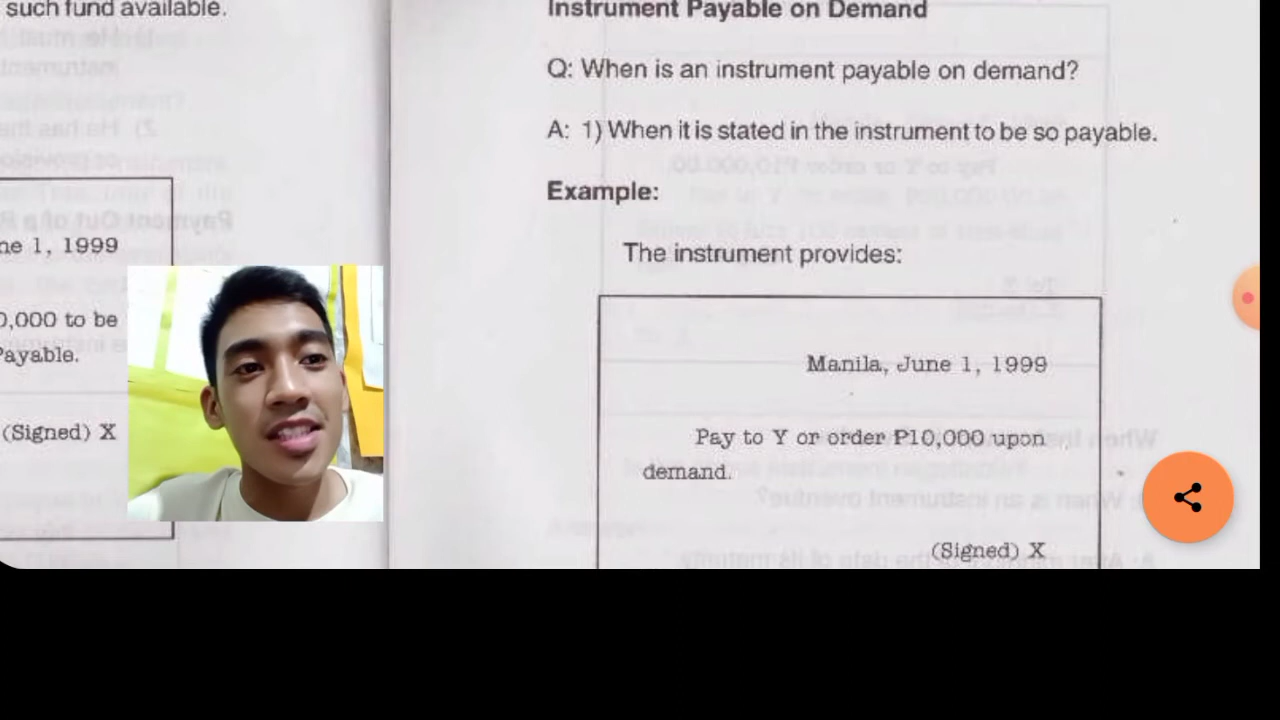 such fund available.
ne 1, 1999
0,000 to be
Payable.
(Signed) X
Instrument Payable on Demand
Q: When is an instrument payable on demand?
A: 1) When it is stated in the instrument to be so payable.
Example:
The instrument provides:
Manila, June 1, 1999
Pay to Y or order P10,000 upon
demand.
(Signed) X